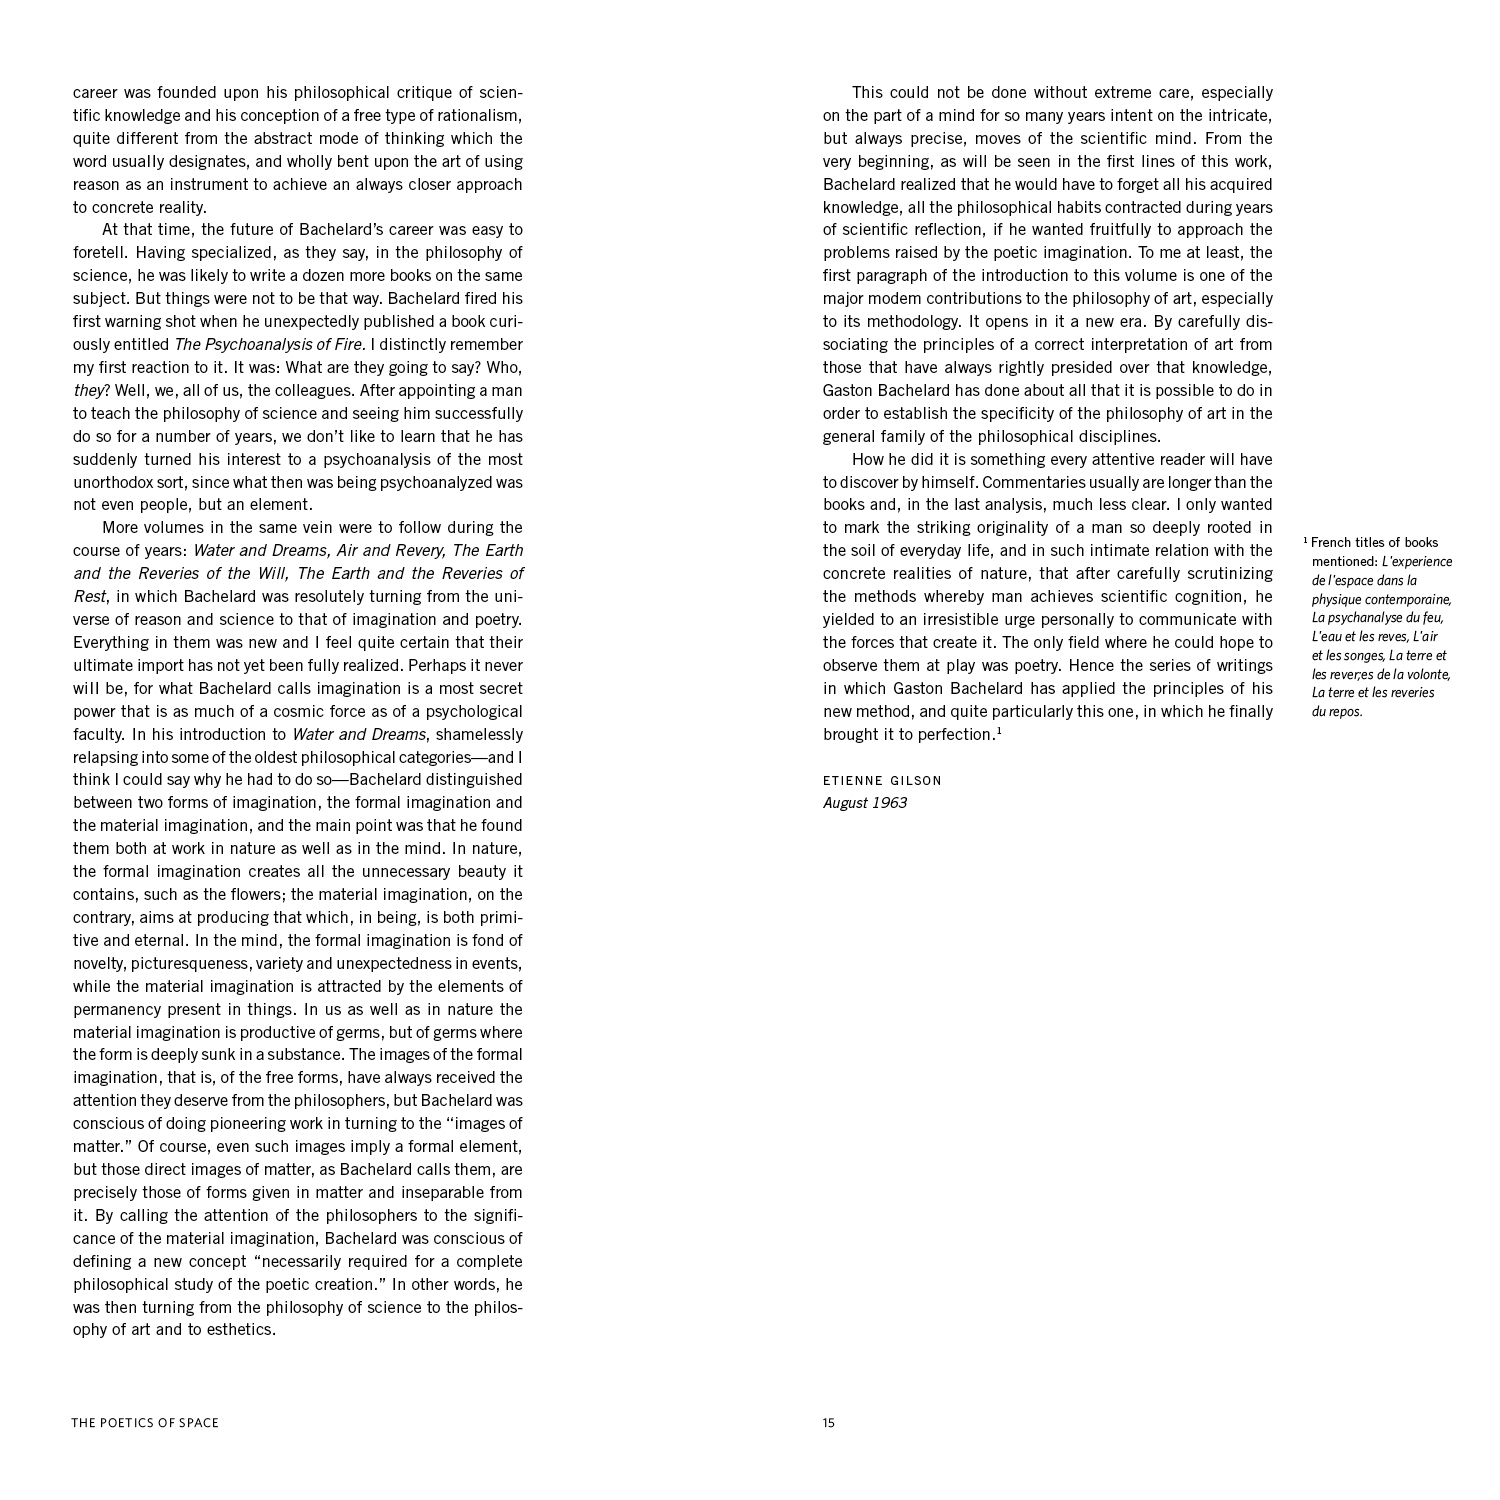 career was founded upon his philosophical critique of scien-
tific knowledge and his conception of a free type of rationalism,
quite different from the abstract mode of thinking which the
word usually designates, and wholly bent upon the art of using
reason as an instrument to achieve an always closer approach
to concrete reality.
At that time, the future of Bachelard’s career was easy to
foretell. Having specialized, as they say, in the philosophy of
science, he was likely to write a dozen more books on the same
subject. But things were not to be that way. Bachelard fired his
first warning shot when he unexpectedly published a book curi-
ously entitled The Psychoanalysis of Fire. I distinctly remember
my first reaction to it. It was: What are they going to say? Who,
they? Well, we, all of us, the colleagues. After appointing a man
to teach the philosophy of science and seeing him successfully
do so for a number of years, we don’t like to learn that he has
suddenly turned his interest to a psychoanalysis of the most
unorthodox sort, since what then was being psychoanalyzed was
not even people, but an element.
More volumes in the same vein were to follow during the
course of years: Water and Dreams, Air and Revery, The Earth
and the Reveries of the Will, The Earth and the Reveries of
Rest, in which Bachelard was resolutely turning from the uni-
verse of reason and science to that of imagination and poetry.
Everything in them was new and I feel quite certain that their
ultimate import has not yet been fully realized. Perhaps it never
will be, for what Bachelard calls imagination is a most secret
power that is as much of a cosmic force as of a psychological
faculty. In his introduction to Water and Dreams, shamelessly
relapsing into some of the oldest philosophical categories—and I
think I could say why he had to do so—Bachelard distinguished
between two forms of imagination, the formal imagination and
the material imagination, and the main point was that he found
them both at work in nature as well as in the mind. In nature,
the formal imagination creates all the unnecessary beauty it
contains, such as the flowers; the material imagination, on the
contrary, aims at producing that which, in being, is both primi-
tive and eternal. In the mind, the formal imagination is fond of
novelty, picturesqueness, variety and unexpectedness in events,
while the material imagination is attracted by the elements of
permanency present in things. In us as well as in nature the
material imagination is productive of germs, but of germs where
the form is deeply sunk in a substance. The images of the formal
imagination, that is, of the free forms, have always received the
attention they deserve from the philosophers, but Bachelard was
conscious of doing pioneering work in turning to the “images of
matter.” Of course, even such images imply a formal element,
but those direct images of matter, as Bachelard calls them, are
precisely those of forms given in matter and inseparable from
it. By calling the attention of the philosophers to the signifi-
cance of the material imagination, Bachelard was conscious of
defining a new concept “necessarily required for a complete
philosophical study of the poetic creation.” In other words, he
was then turning from the philosophy of science to the philos-
ophy of art and to esthetics.
THE POETICS OF SPACE
This could not be done without extreme care, especially
on the part of a mind for so many years intent on the intricate,
but always precise, moves of the scientific mind. From the
very beginning, as will be seen in the first lines of this work,
Bachelard realized that he would have to forget all his acquired
knowledge, all the philosophical habits contracted during years
of scientific reflection, if he wanted fruitfully to approach the
problems raised by the poetic imagination. To me at least, the
first paragraph of the introduction to this volume is one of the
major modem contributions to the philosophy of art, especially
to its methodology. It opens in it a new era. By carefully dis-
sociating the principles of a correct interpretation of art from
those that have always rightly presided over that knowledge,
Gaston Bachelard has done about all that it is possible to do in
order to establish the specificity of the philosophy of art in the
general family of the philosophical disciplines.
How he did it is something every attentive reader will have
to discover by himself. Commentaries usually are longer than the
books and, in the last analysis, much less clear. I only wanted
to mark the striking originality of a man so deeply rooted in
the soil of everyday life, and in such intimate relation with the
concrete realities of nature, that after carefully scrutinizing
the methods whereby man achieves scientific cognition, he
yielded to an irresistible urge personally to communicate with
the forces that create it. The only field where he could hope to
observe them at play was poetry. Hence the series of writings
in which Gaston Bachelard has applied the principles of his
new method, and quite particularly this one, in which he finally
brought it to perfection.¹
ETIENNE GILSON
August 1963
¹ French titles of books
mentioned: L'experience
de l'espace dans la
physique contemporaine,
La psychanalyse du feu,
L'eau et les reves, L'air
et les songes, La terre et
les rever;es de la volonte,
La terre et les reveries
du repos.
15